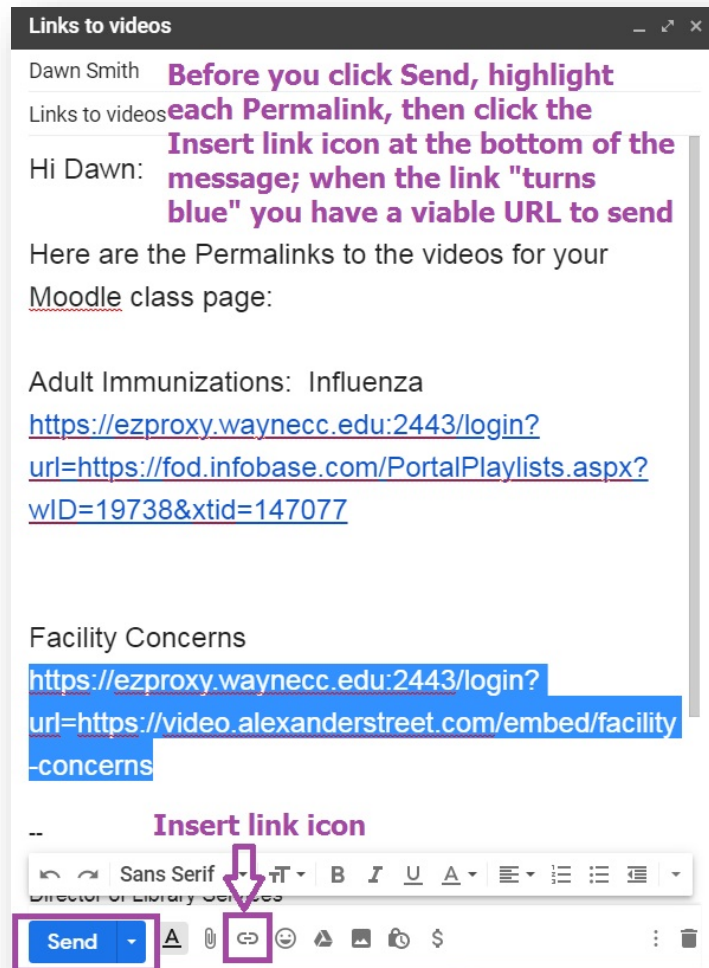 Links to videos
Dawn Smith
Before you click Send, highlight
Links to videos
each Permalink, then click the
Insert link icon at the bottom of the
Hi Dawn:
message; when the link "turns
blue" you have a viable URL to send
Here are the Permalinks to the videos for your
Moodle class page:
Adult Immunizations:  Influenza
https://ezproxy.waynecc.edu:2443/login?
url=https://fod.infobase.com/PortalPlaylists.aspx?
wID=19738&xtid=147077
Facility Concerns
https://ezproxy.waynecc.edu:2443/login?
url=https://video.alexanderstreet.com/embed/facility
-concerns
Insert link icon
--
Sans Serif
Director of Library Services
Send